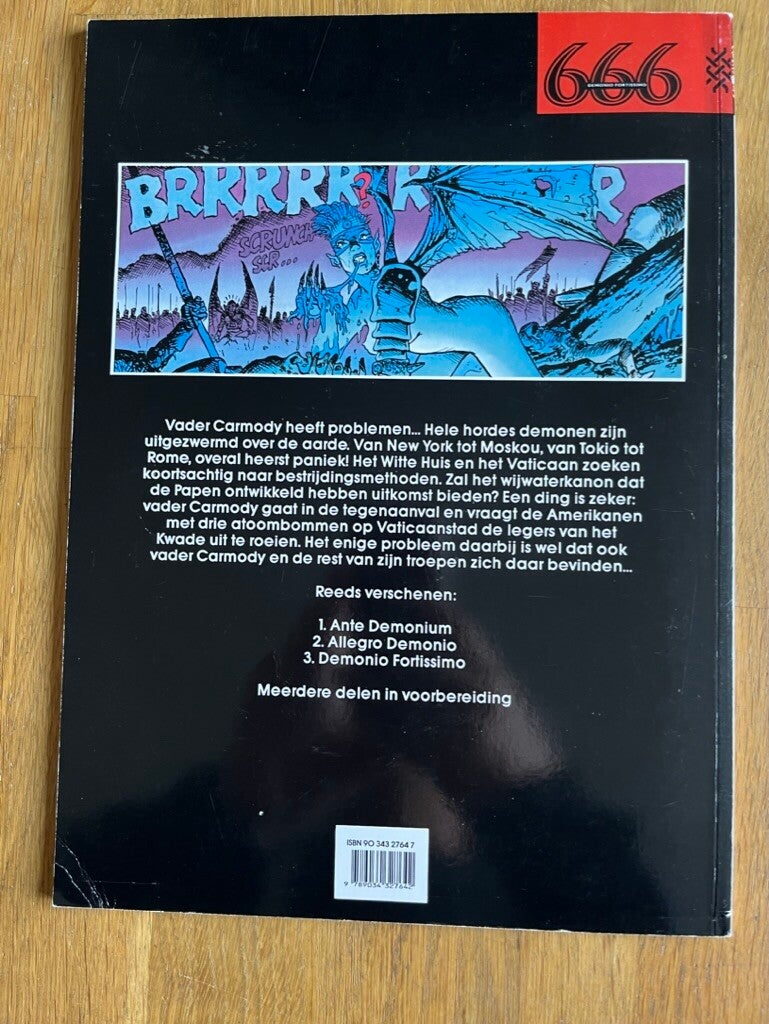 666
DEMONIO FORTISSIMO
BRKRRRR?R R
SCRUNCH
SCR...
Vader Carmody heeft problemen... Hele hordes demonen zijn
uitgezwermd over de aarde. Van New York tot Moskou, van Tokio tot
Rome, overal heerst paniek! Het Witte Huis en het Vaticaan zoeken
koortsachtig naar bestrijdingsmethoden. Zal het wijwaterkanon dat
de Papen ontwikkeld hebben uitkomst bieden? Een ding is zeker:
vader Carmody gaat in de tegenaanval en vraagt de Amerikanen
met drie atoombommen op Vaticaanstad de legers van het
Kwade uit te roeien. Het enige probleem daarbij is wel dat ook
vader Carmody en de rest van zijn troepen zich daar bevinden...
Reeds verschenen:
1. Ante Demonium
2. Allegro Demonio
3. Demonio Fortissimo
Meerdere delen in voorbereiding
ISBN 90 343 2764 7
9 789034 327642